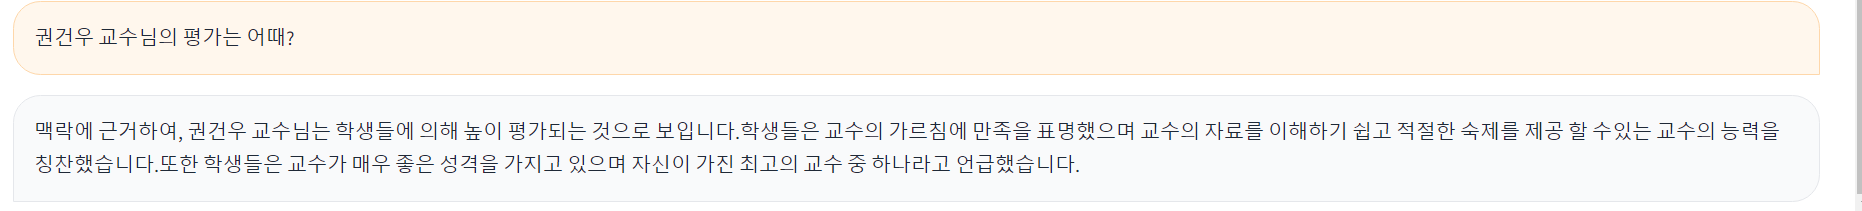 권건우 교수님의 평가는 어때?
맥락에 근거하여, 권건우 교수님는 학생들에 의해 높이 평가되는 것으로 보입니다.학생들은 교수의 가르침에 만족을 표명했으며 교수의 자료를 이해하기 쉽고 적절한 숙제를 제공 할 수있는 교수의 능력을
칭찬했습니다.또한 학생들은 교수가 매우 좋은 성격을 가지고 있으며 자신이 가진 최고의 교수 중 하나라고 언급했습니다.